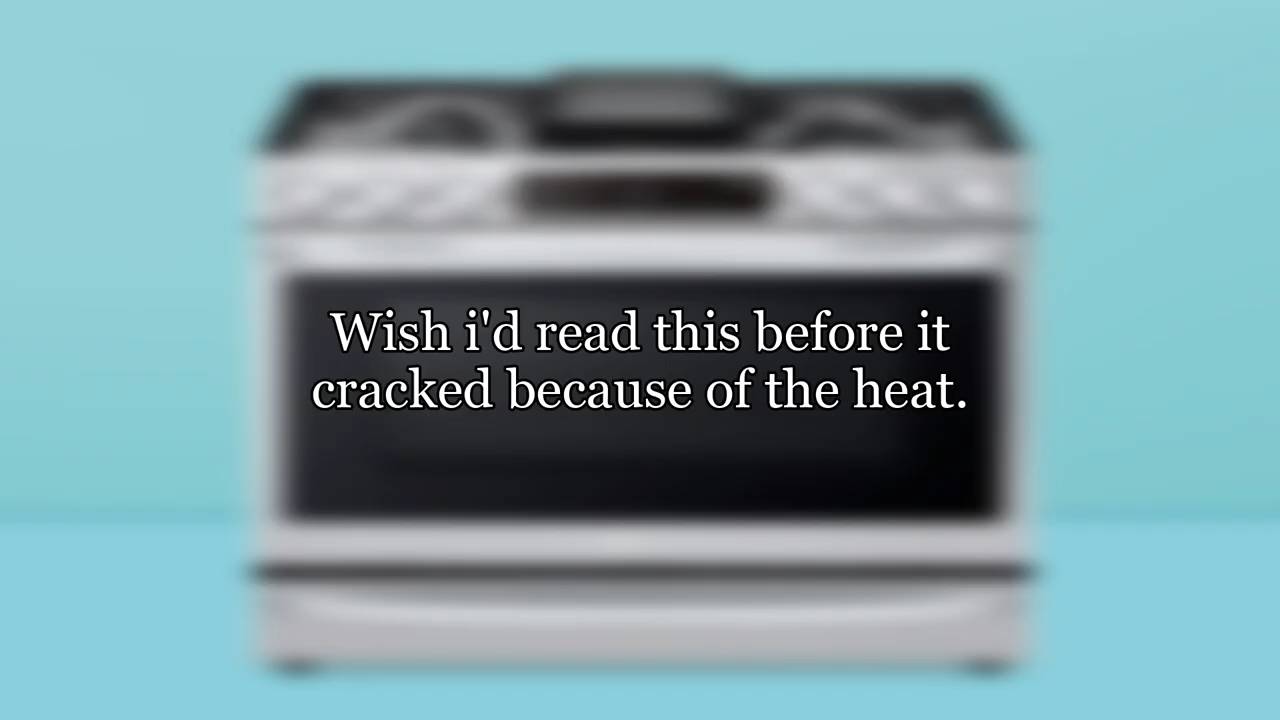 Wish i'd read this before it
cracked because of the heat.